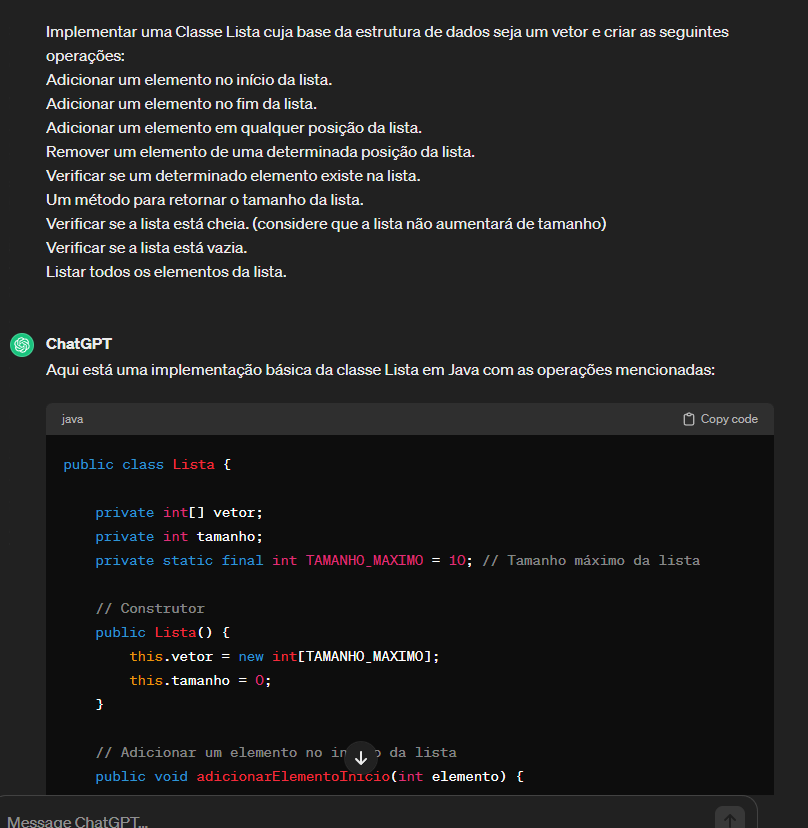 Implementar uma Classe Lista cuja base da estrutura de dados seja um vetor e criar as seguintes
operações:
Adicionar um elemento no início da lista.
Adicionar um elemento no fim da lista.
Adicionar um elemento em qualquer posição da lista.
Remover um elemento de uma determinada posição da lista.
Verificar se um determinado elemento existe na lista.
Um método para retornar o tamanho da lista.
Verificar se a lista está cheia. (considere que a lista não aumentará de tamanho)
Verificar se a lista está vazia.
Listar todos os elementos da lista.
ChatGPT
Aqui está uma implementação básica da classe Lista em Java com as operações mencionadas:
java Copy code
public class Lista {
private int[] vetor;
private int tamanho;
private static final int TAMANHO_MAXIMO = 10; // Tamanho máximo da lista
// Construtor
public Lista() {
this.vetor = new int[TAMANHO_MAXIMO];
this.tamanho = 0;
}
// Adicionar um elemento no da lista
public void adicionarElementoInicio(int elemento) {
Message ChatGPT...